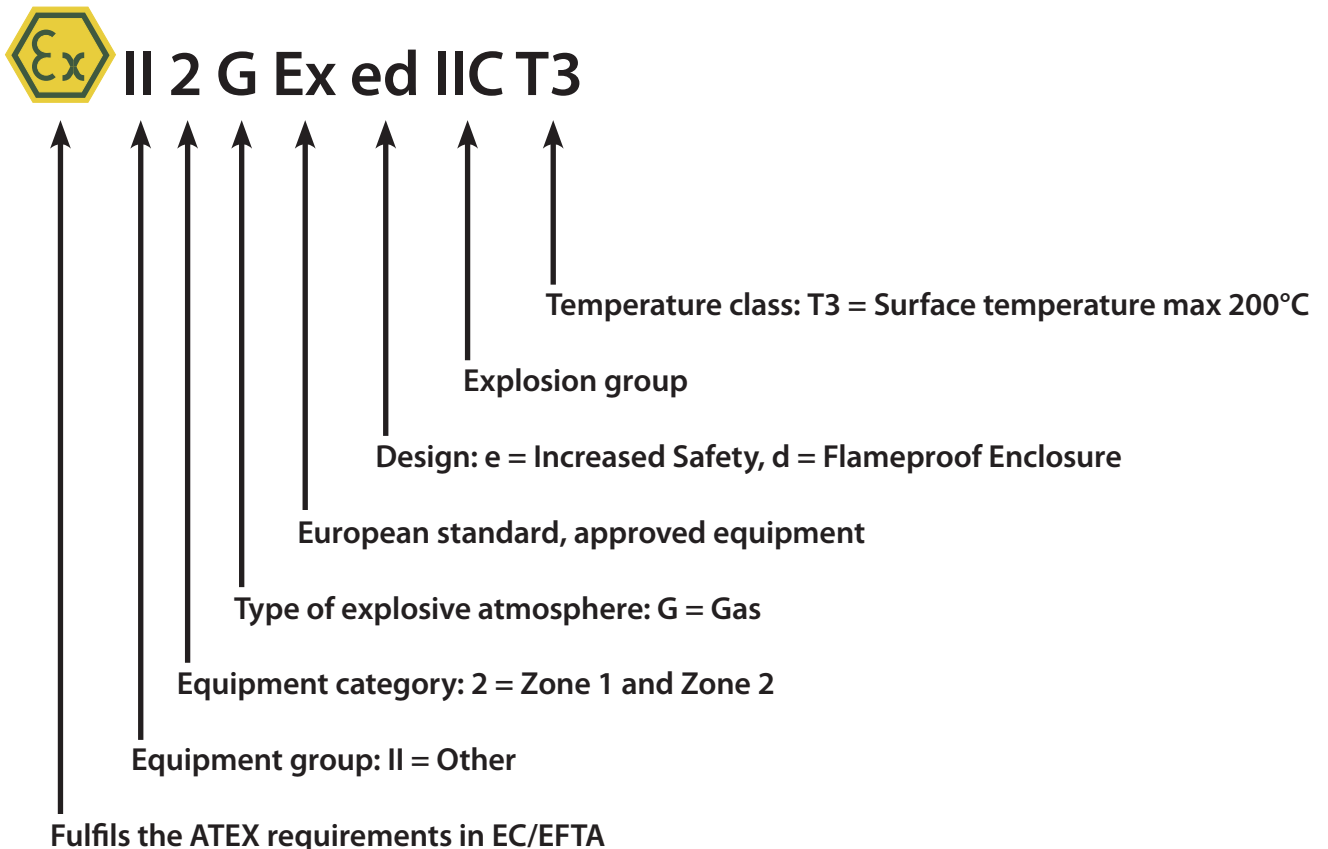 Ex II 2 G Ex ed IIC T3
Temperature class: T3 = Surface temperature max 200°C
Explosion group
Design: e = Increased Safety, d = Flameproof Enclosure
European standard, approved equipment
Type of explosive atmosphere: G = Gas
Equipment category: 2 = Zone 1 and Zone 2
Equipment group: II = Other
Fulfils the ATEX requirements in EC/EFTA